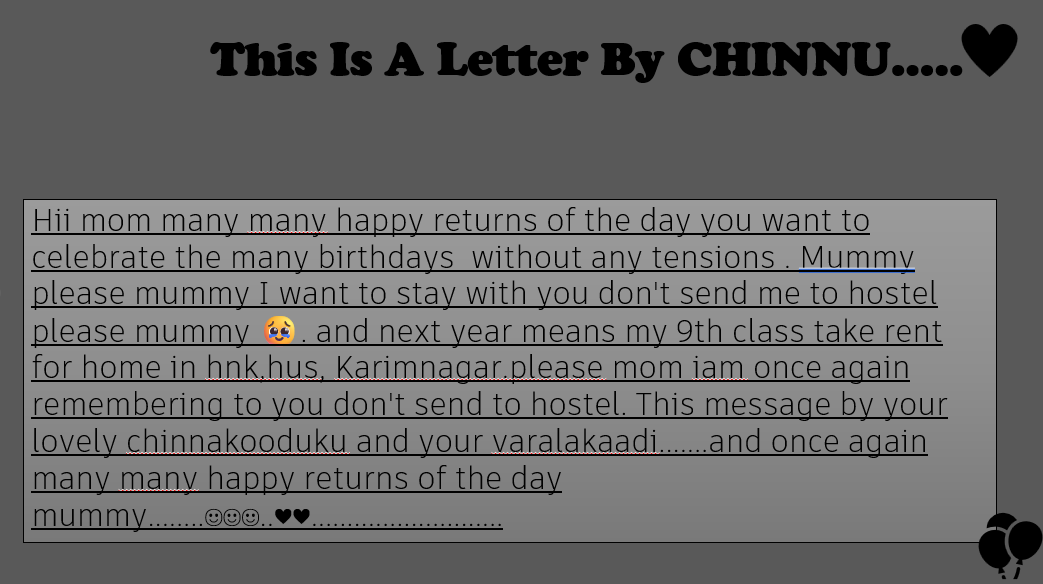 This Is A Letter By CHINNU.....♥
Hii mom many many happy returns of the day you want to
celebrate the many birthdays  without any tensions . Mummy
please mummy I want to stay with you don't send me to hostel
please mummy 🥹 . and next year means my 9th class take rent
for home in hnk,hus, Karimnagar.please mom iam once again
remembering to you don't send to hostel. This message by your
lovely chinnakooduku and your varalakaadi.......and once again
many many happy returns of the day
mummy........☺☺☺..♥♥...........................